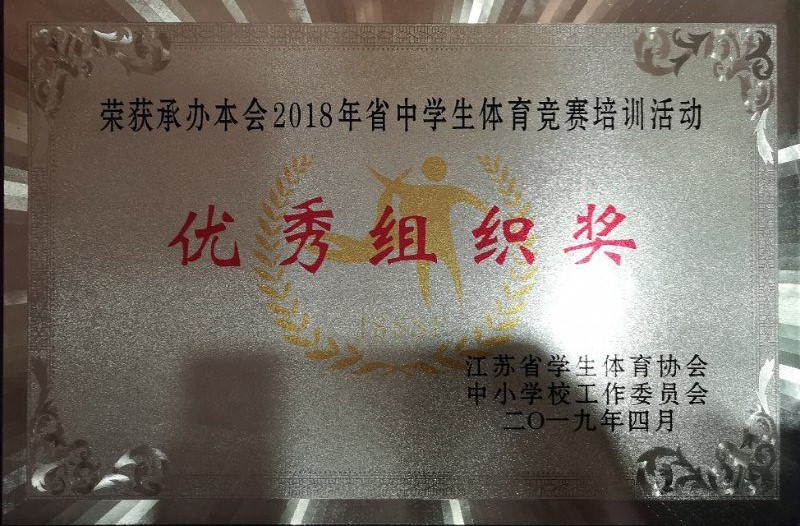 荣获承办本会2018年省中学生体育竞赛培训活动
优秀组织奖
江苏省学生体育协会
中小学校工作委员会
二〇一九年四月